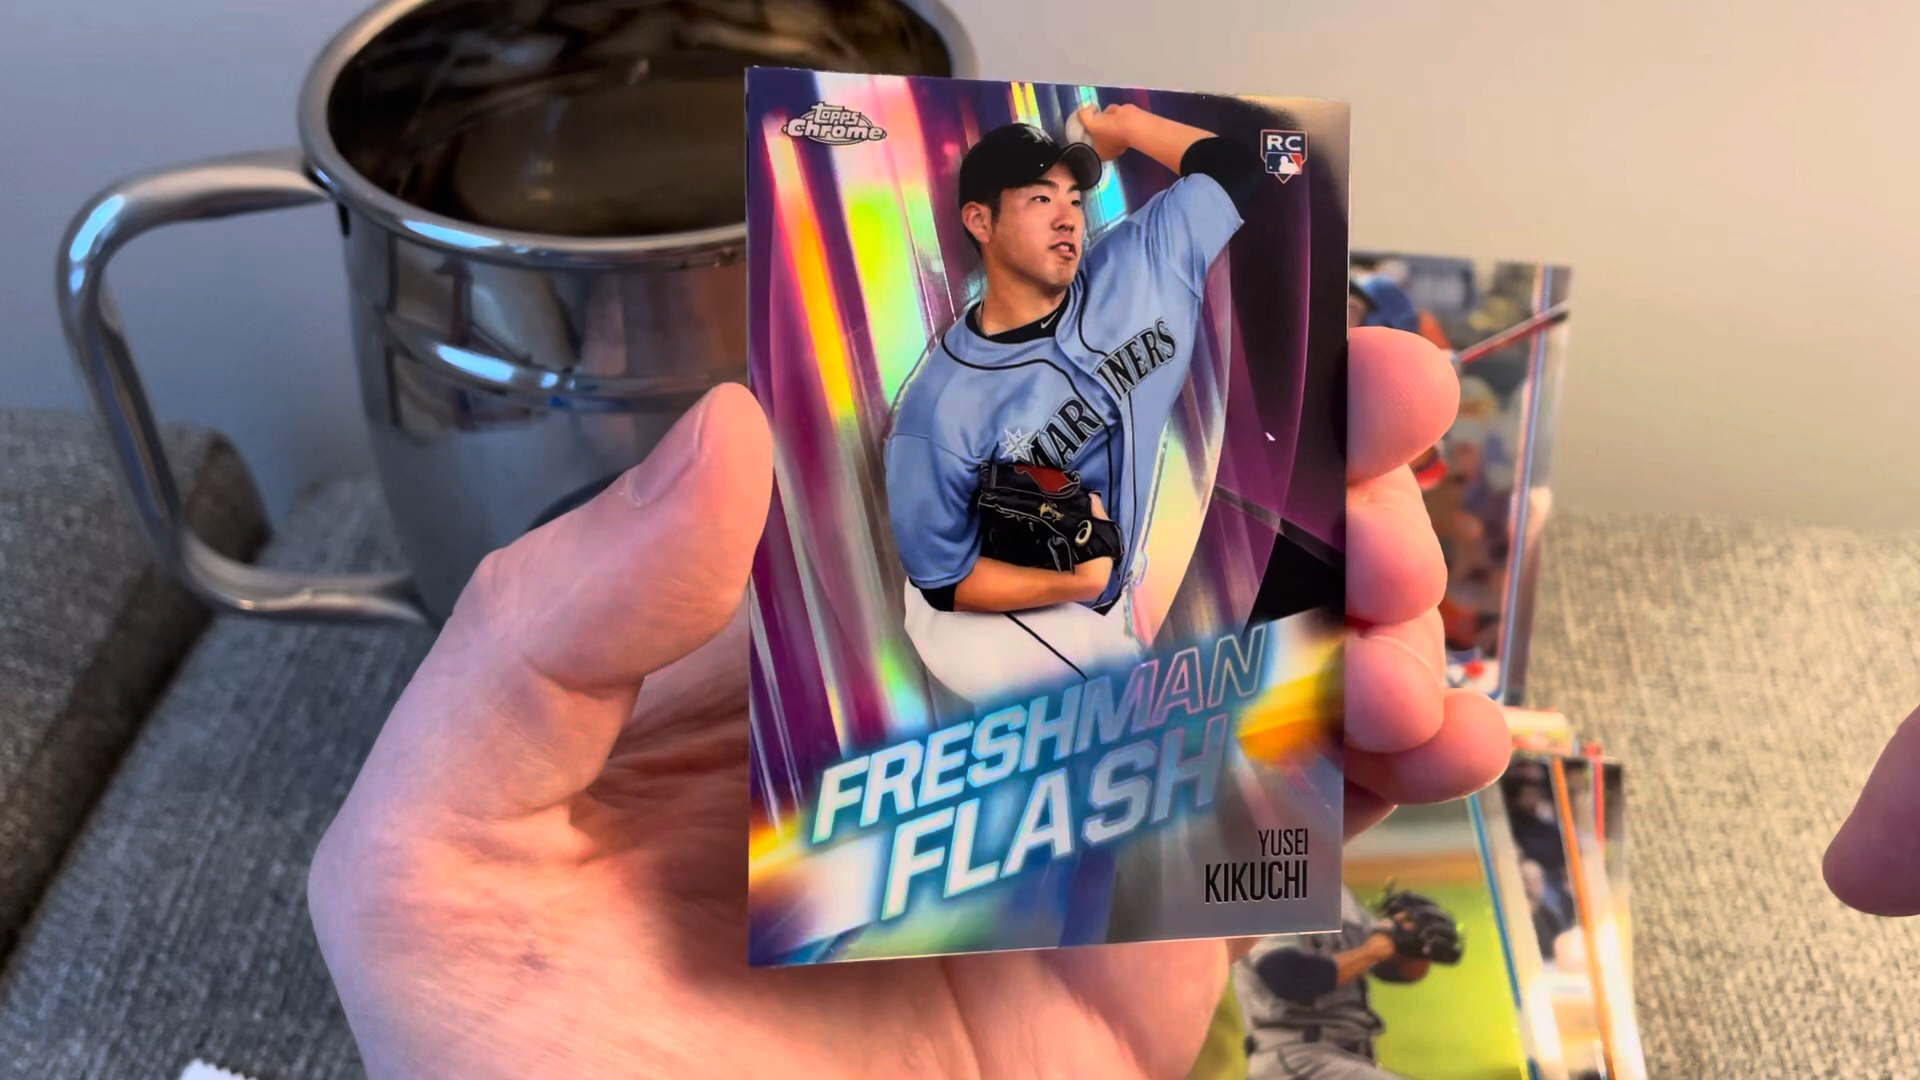 Topps
Chrome
RC
MARINERS
FRESHMAN
FLASH
YUSEI
KIKUCHI